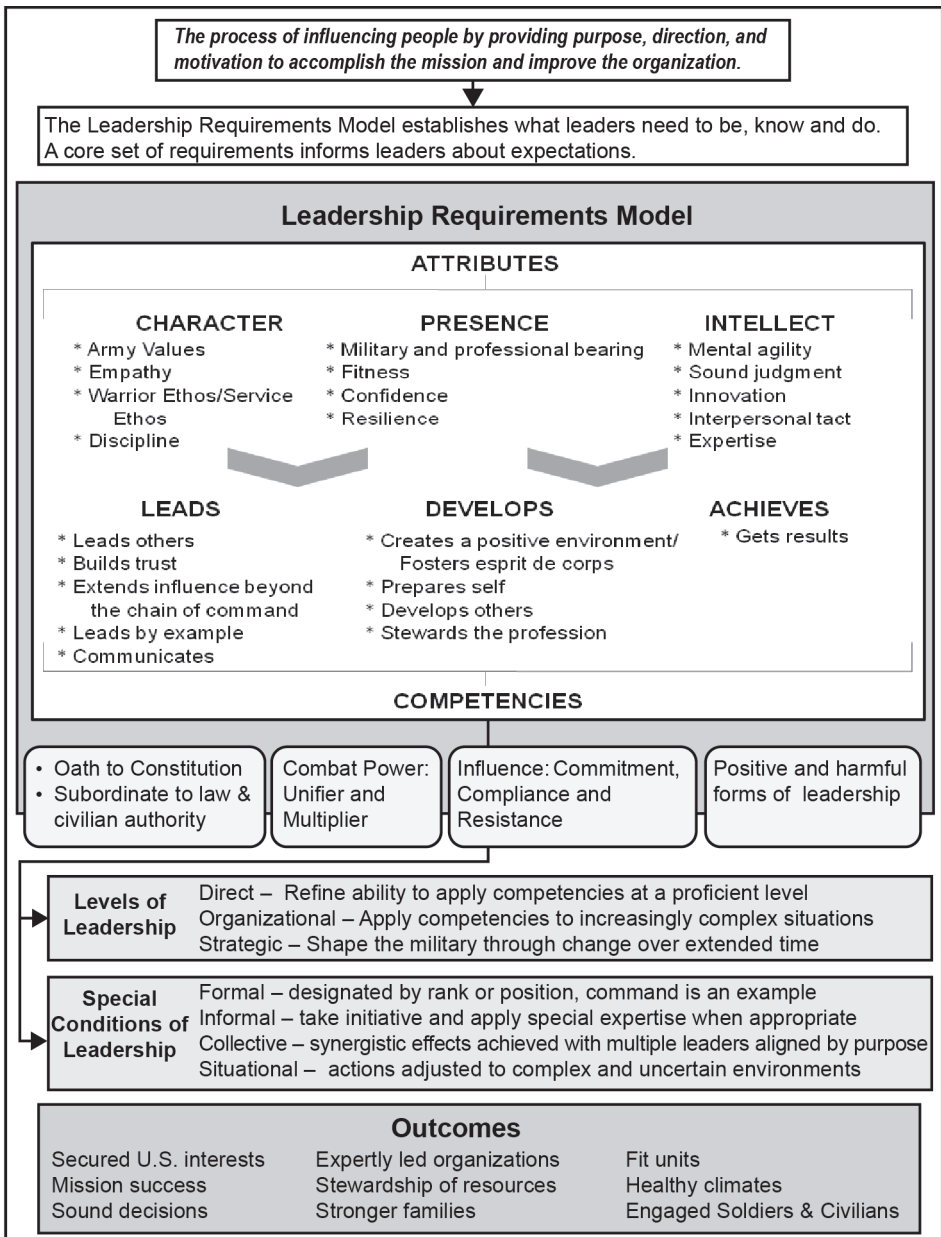 The process of influencing people by providing purpose, direction, and
motivation to accomplish the mission and improve the organization.
The Leadership Requirements Model establishes what leaders need to be, know and do.
A core set of requirements informs leaders about expectations.
Leadership Requirements Model
ATTRIBUTES
CHARACTER
* Army Values
* Empathy
* Warrior Ethos/Service
Ethos
* Discipline
PRESENCE
* Military and professional bearing
* Fitness
* Confidence
* Resilience
INTELLECT
* Mental agility
* Sound judgment
* Innovation
* Interpersonal tact
* Expertise
LEADS
* Leads others
* Builds trust
* Extends influence beyond
the chain of command
* Leads by example
* Communicates
DEVELOPS
* Creates a positive environment/
Fosters esprit de corps
* Prepares self
* Develops others
* Stewards the profession
ACHIEVES
* Gets results
COMPETENCIES
• Oath to Constitution
• Subordinate to law &
civilian authority
Combat Power:
Unifier and
Multiplier
Influence: Commitment,
Compliance and
Resistance
Positive and harmful
forms of leadership
Levels of
Leadership
Direct – Refine ability to apply competencies at a proficient level
Organizational – Apply competencies to increasingly complex situations
Strategic – Shape the military through change over extended time
Special
Conditions of
Leadership
Formal – designated by rank or position, command is an example
Informal – take initiative and apply special expertise when appropriate
Collective – synergistic effects achieved with multiple leaders aligned by purpose
Situational – actions adjusted to complex and uncertain environments
Outcomes
Secured U.S. interests
Mission success
Sound decisions
Expertly led organizations
Stewardship of resources
Stronger families
Fit units
Healthy climates
Engaged Soldiers & Civilians